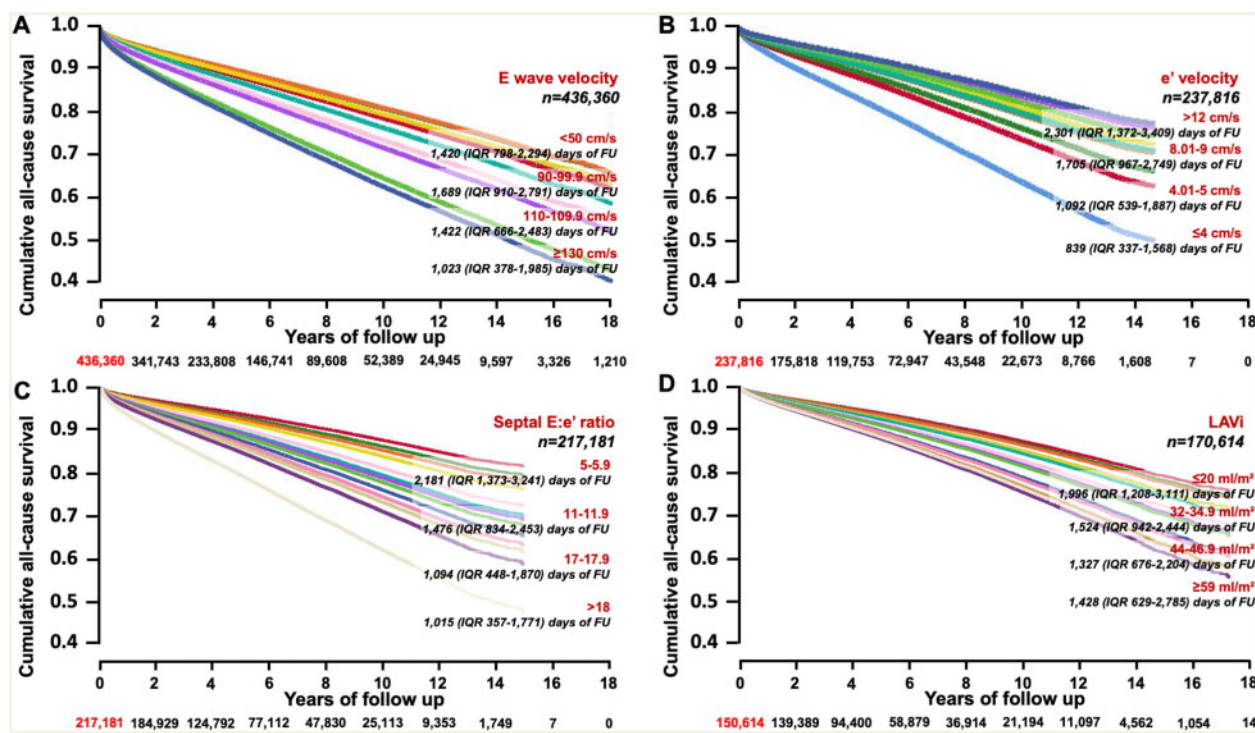 A
Cumulative all-cause survival
1.0
0.9
0.8
0.7
0.6
0.5
0.4
E wave velocity
n=436,360
<50 cm/s
1,420 (IQR 798-2,294) days of FU
90-99.9 cm/s
1,689 (IQR 910-2,791) days of FU
110-109.9 cm/s
1,422 (IQR 666-2,483) days of FU
≥130 cm/s
1,023 (IQR 378-1,985) days of FU
0 2 4 6 8 10 12 14 16 18
Years of follow up
436,360 341,743 233,808 146,741 89,608 52,389 24,945 9,597 3,326 1,210
B
Cumulative all-cause survival
1.0
0.9
0.8
0.7
0.6
0.5
0.4
e' velocity
n=237,816
>12 cm/s
2,301 (IQR 1,372-3,409) days of FU
8.01-9 cm/s
1,705 (IQR 967-2,749) days of FU
4.01-5 cm/s
1,092 (IQR 539-1,887) days of FU
≤4 cm/s
839 (IQR 337-1,568) days of FU
0 2 4 6 8 10 12 14 16 18
Years of follow up
237,816 175,818 119,753 72,947 43,548 22,673 8,766 1,608 7 0
C
Cumulative all-cause survival
1.0
0.9
0.8
0.7
0.6
0.5
0.4
Septal E:e' ratio
n=217,181
5-5.9
2,181 (IQR 1,373-3,241) days of FU
11-11.9
1,476 (IQR 834-2,453) days of FU
17-17.9
1,094 (IQR 448-1,870) days of FU
>18
1,015 (IQR 357-1,771) days of FU
0 2 4 6 8 10 12 14 16 18
Years of follow up
217,181 184,929 124,792 77,112 47,830 25,113 9,353 1,749 7 0
D
Cumulative all-cause survival
1.0
0.9
0.8
0.7
0.6
0.5
0.4
LAVi
n=170,614
≤20 ml/m²
1,996 (IQR 1,208-3,111) days of FU
32-34.9 ml/m²
1,524 (IQR 942-2,444) days of FU
44-46.9 ml/m²
1,327 (IQR 676-2,204) days of FU
≥59 ml/m²
1,428 (IQR 629-2,785) days of FU
0 2 4 6 8 10 12 14 16 18
Years of follow up
150,614 139,389 94,400 58,879 36,914 21,194 11,097 4,562 1,054 14